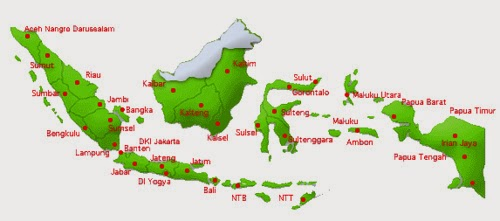 Aceh Nangro Darussalam
Sumut
Riau
Sumbar
Jambi
Bangka
Bengkulu
Sumsel
Lampung
Banten
DKI Jakarta
Jabar
Jateng
DI Yogya
Jatim
Bali
NTB
NTT
Kalbar
Kaltim
Kalteng
Kalsel
Sulut
Gorontalo
Sulteng
Sulsel
Sultenggara
Maluku Utara
Maluku
Ambon
Papua Barat
Papua Timur
Irian Jaya
Papua Tengah